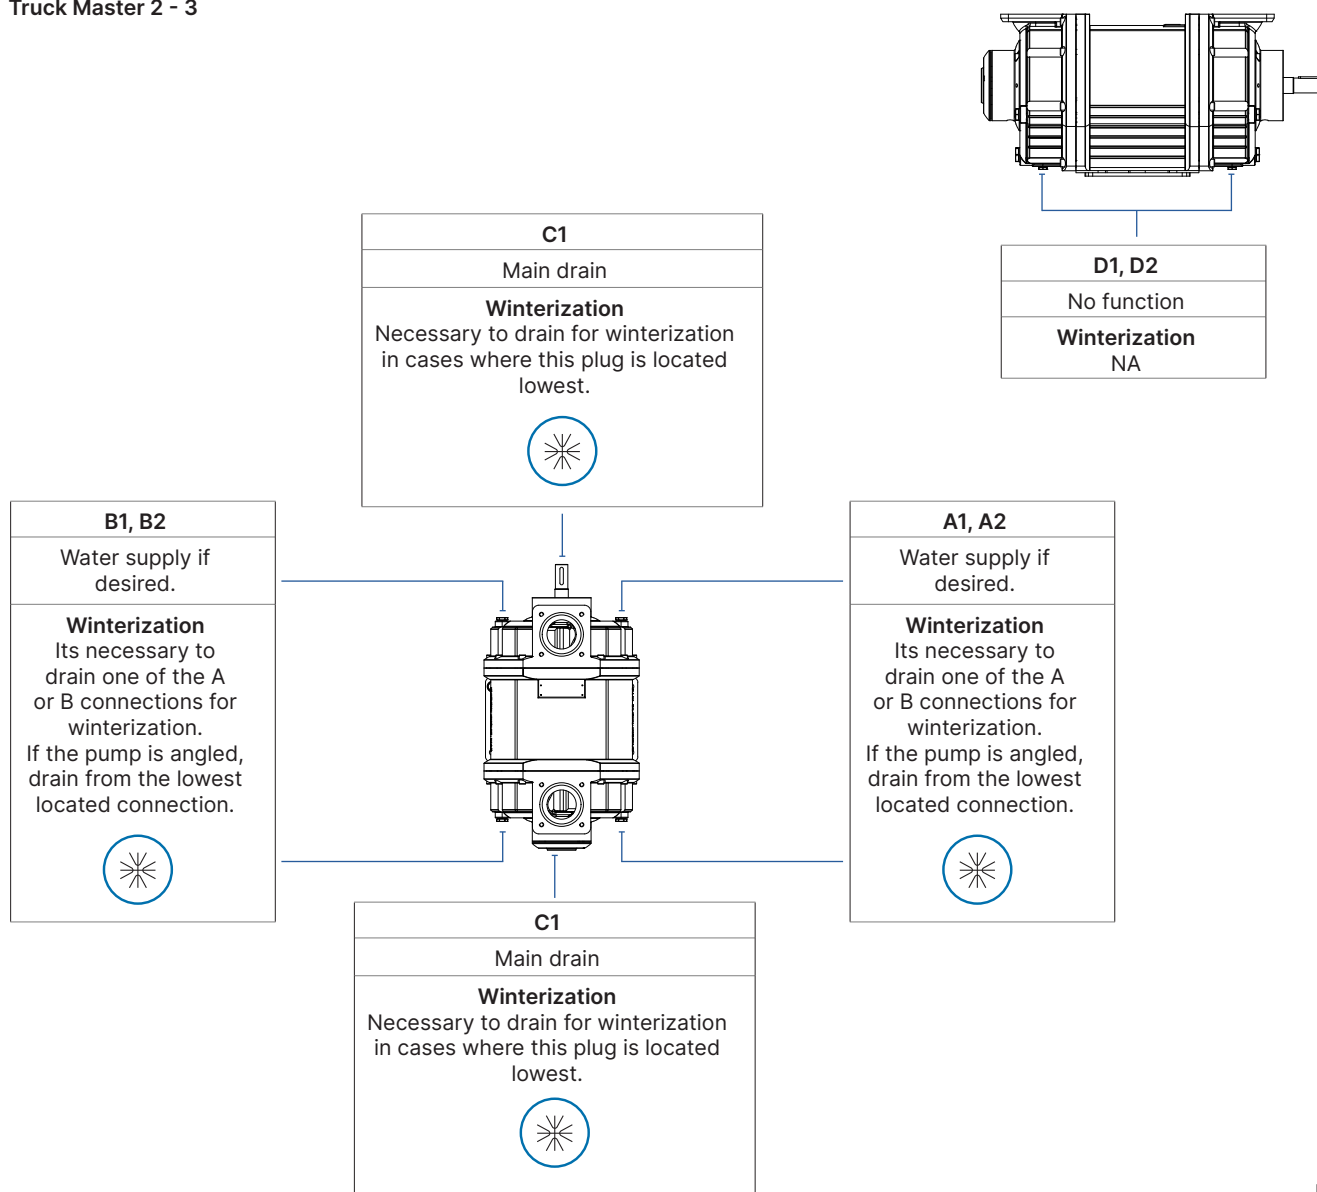 Truck Master 2 - 3
D1, D2
No function
Winterization
NA
C1
Main drain
Winterization
Necessary to drain for winterization
in cases where this plug is located
lowest.
B1, B2
Water supply if
desired.
Winterization
Its necessary to
drain one of the A
or B connections for
winterization.
If the pump is angled,
drain from the lowest
located connection.
A1, A2
Water supply if
desired.
Winterization
Its necessary to
drain one of the A
or B connections for
winterization.
If the pump is angled,
drain from the lowest
located connection.
C1
Main drain
Winterization
Necessary to drain for winterization
in cases where this plug is located
lowest.